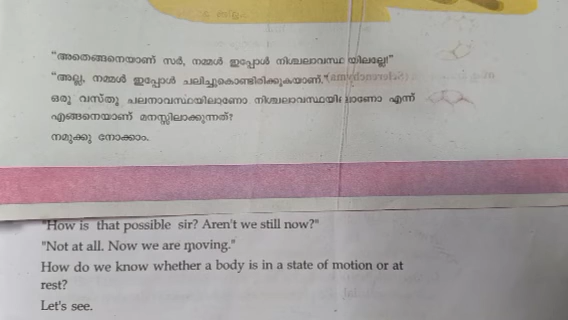 "അതെങ്ങനെയാണ് സർ, നമ്മൾ ഇപ്പോൾ നിശ്ചലാവസ്ഥയിലല്ലേ!"
"അല്ല, നമ്മൾ ഇപ്പോൾ ചലിച്ചുകൊണ്ടിരിക്കുകയാണ്."
ഒരു വസ്തു ചലനാവസ്ഥയിലാണോ നിശ്ചലാവസ്ഥയിലാണോ എന്ന്
എങ്ങനെയാണ് മനസ്സിലാക്കുന്നത്?
നമുക്കു നോക്കാം.
"How is that possible sir? Aren't we still now?"
"Not at all. Now we are moving."
How do we know whether a body is in a state of motion or at
rest?
Let's see.